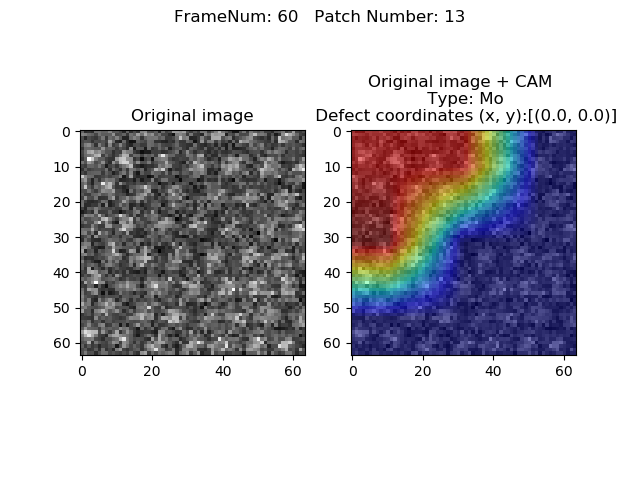 FrameNum: 60   Patch Number: 13
Original image
Original image + CAM
Type: Mo
Defect coordinates (x, y):[(0.0, 0.0)]
0
10
20
30
40
50
60
0 20 40 60
0
10
20
30
40
50
60
0 20 40 60